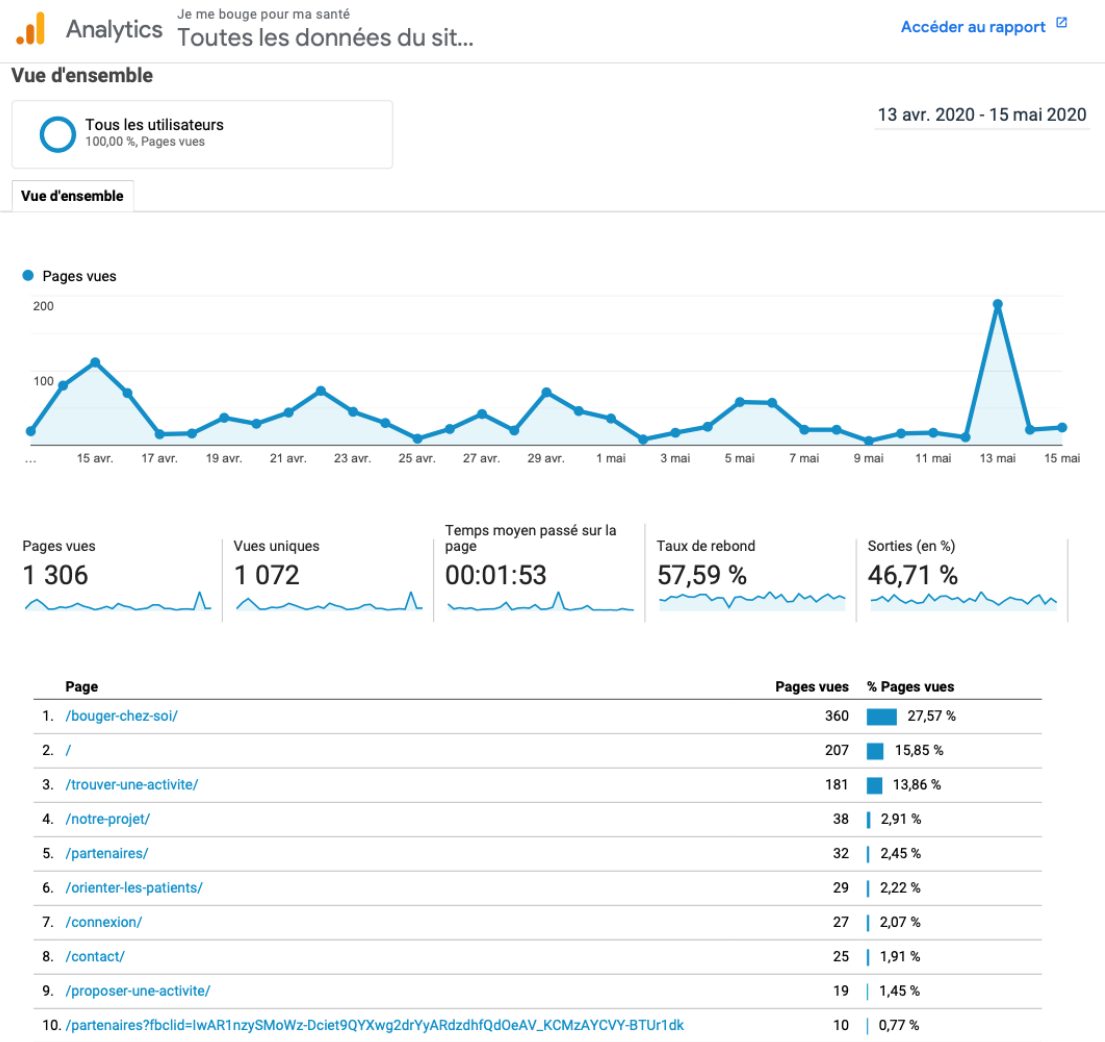 Analytics
Je me bouge pour ma santé
Toutes les données du sit...
Accéder au rapport
Vue d'ensemble
Tous les utilisateurs
100,00 %, Pages vues
13 avr. 2020 - 15 mai 2020
Vue d'ensemble
Pages vues
200
100
... 15 avr. 17 avr. 19 avr. 21 avr. 23 avr. 25 avr. 27 avr. 29 avr. 1 mai 3 mai 5 mai 7 mai 9 mai 11 mai 13 mai 15 mai
Pages vues
1 306
Vues uniques
1 072
Temps moyen passé sur la
page
00:01:53
Taux de rebond
57,59 %
Sorties (en %)
46,71 %
Page Pages vues % Pages vues
1. /bouger-chez-soi/ 360 27,57 %
2. / 207 15,85 %
3. /trouver-une-activite/ 181 13,86 %
4. /notre-projet/ 38 2,91 %
5. /partenaires/ 32 2,45 %
6. /orienter-les-patients/ 29 2,22 %
7. /connexion/ 27 2,07 %
8. /contact/ 25 1,91 %
9. /proposer-une-activite/ 19 1,45 %
10. /partenaires?fbclid=IwAR1nzySMoWz-Dciet9QYXwg2drYyARdzdhfQdOeAV_KCMzAYCVY-BTUr1dk 10 0,77 %